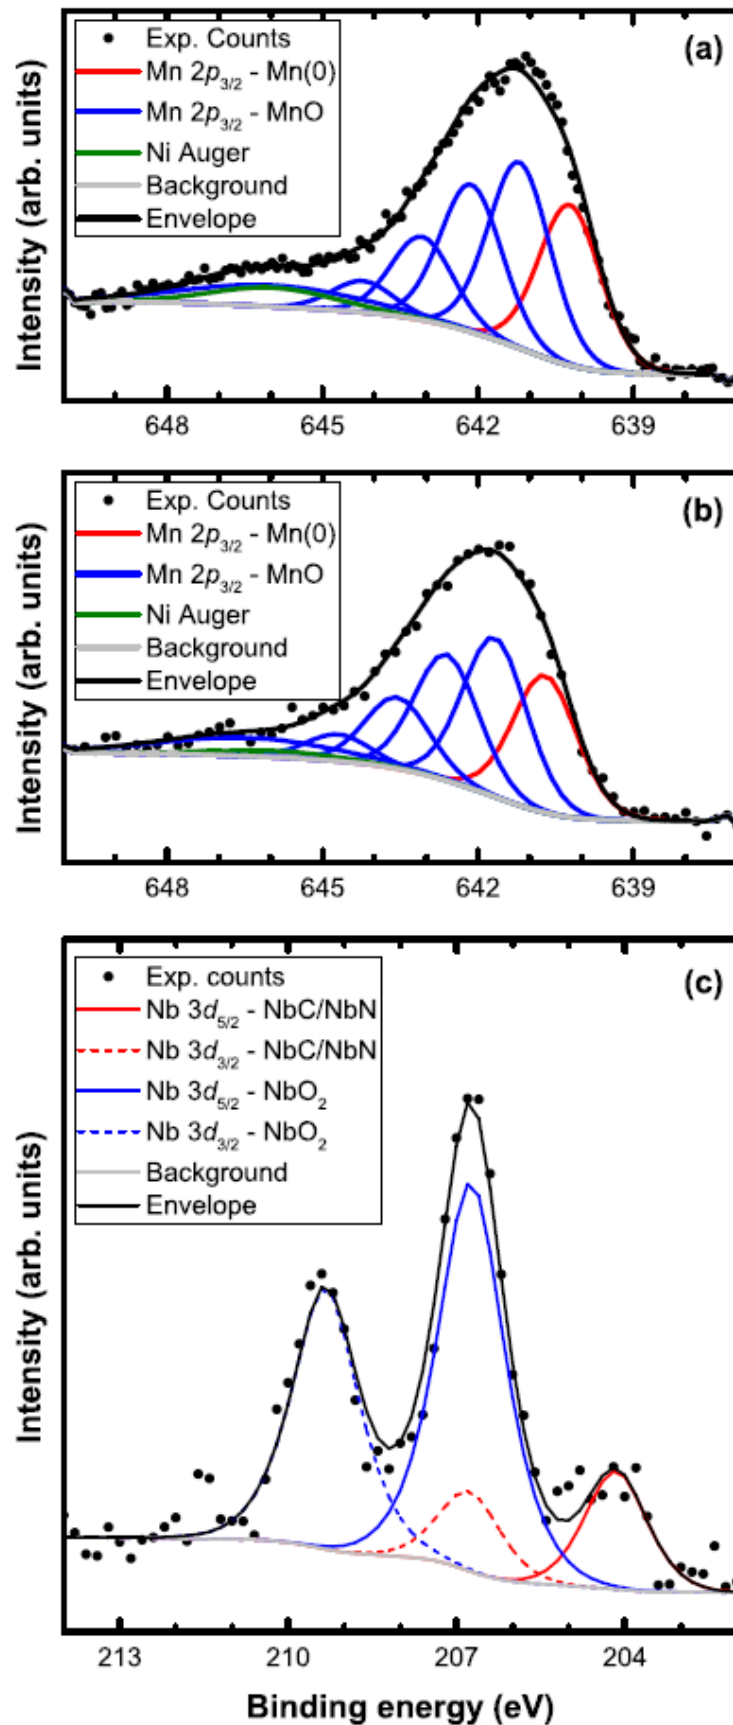 (a)
Exp. Counts
Mn 2p3/2 - Mn(0)
Mn 2p3/2 - MnO
Ni Auger
Background
Envelope
Intensity (arb. units)
648 645 642 639
(b)
Exp. Counts
Mn 2p3/2 - Mn(0)
Mn 2p3/2 - MnO
Ni Auger
Background
Envelope
Intensity (arb. units)
648 645 642 639
(c)
Exp. counts
Nb 3d5/2 - NbC/NbN
Nb 3d3/2 - NbC/NbN
Nb 3d5/2 - NbO2
Nb 3d3/2 - NbO2
Background
Envelope
Intensity (arb. units)
213 210 207 204
Binding energy (eV)